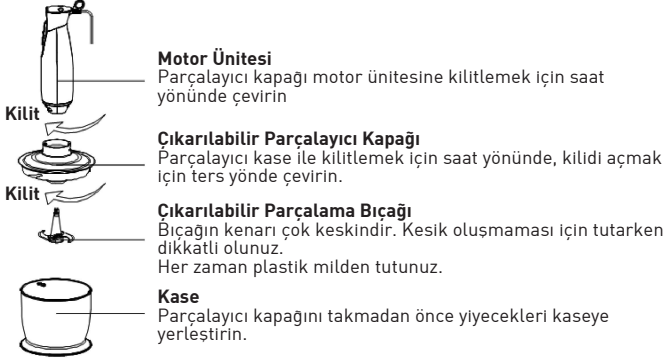 Motor Ünitesi
Parçalayıcı kapağı motor ünitesine kilitlemek için saat
yönünde çevirin
Kilit
Çıkarılabilir Parçalayıcı Kapağı
Parçalayıcı kase ile kilitlemek için saat yönünde, kilidi açmak
için ters yönde çevirin.
Kilit
Çıkarılabilir Parçalama Bıçağı
Bıçağın kenarı çok keskindir. Kesik oluşmaması için tutarken
dikkatli olunuz.
Her zaman plastik milden tutunuz.
Kase
Parçalayıcı kapağını takmadan önce yiyecekleri kaseye
yerleştirin.